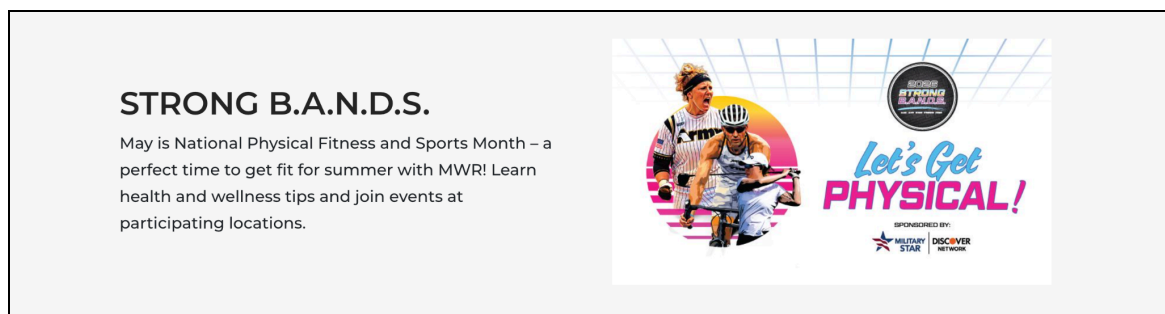 STRONG B.A.N.D.S.
May is National Physical Fitness and Sports Month – a
perfect time to get fit for summer with MWR! Learn
health and wellness tips and join events at
participating locations.
Army
STRONG
B.A.N.D.S.
Let's Get
PHYSICAL!
SPONSORED BY:
MILITARY
STAR
DISCOVER
NETWORK